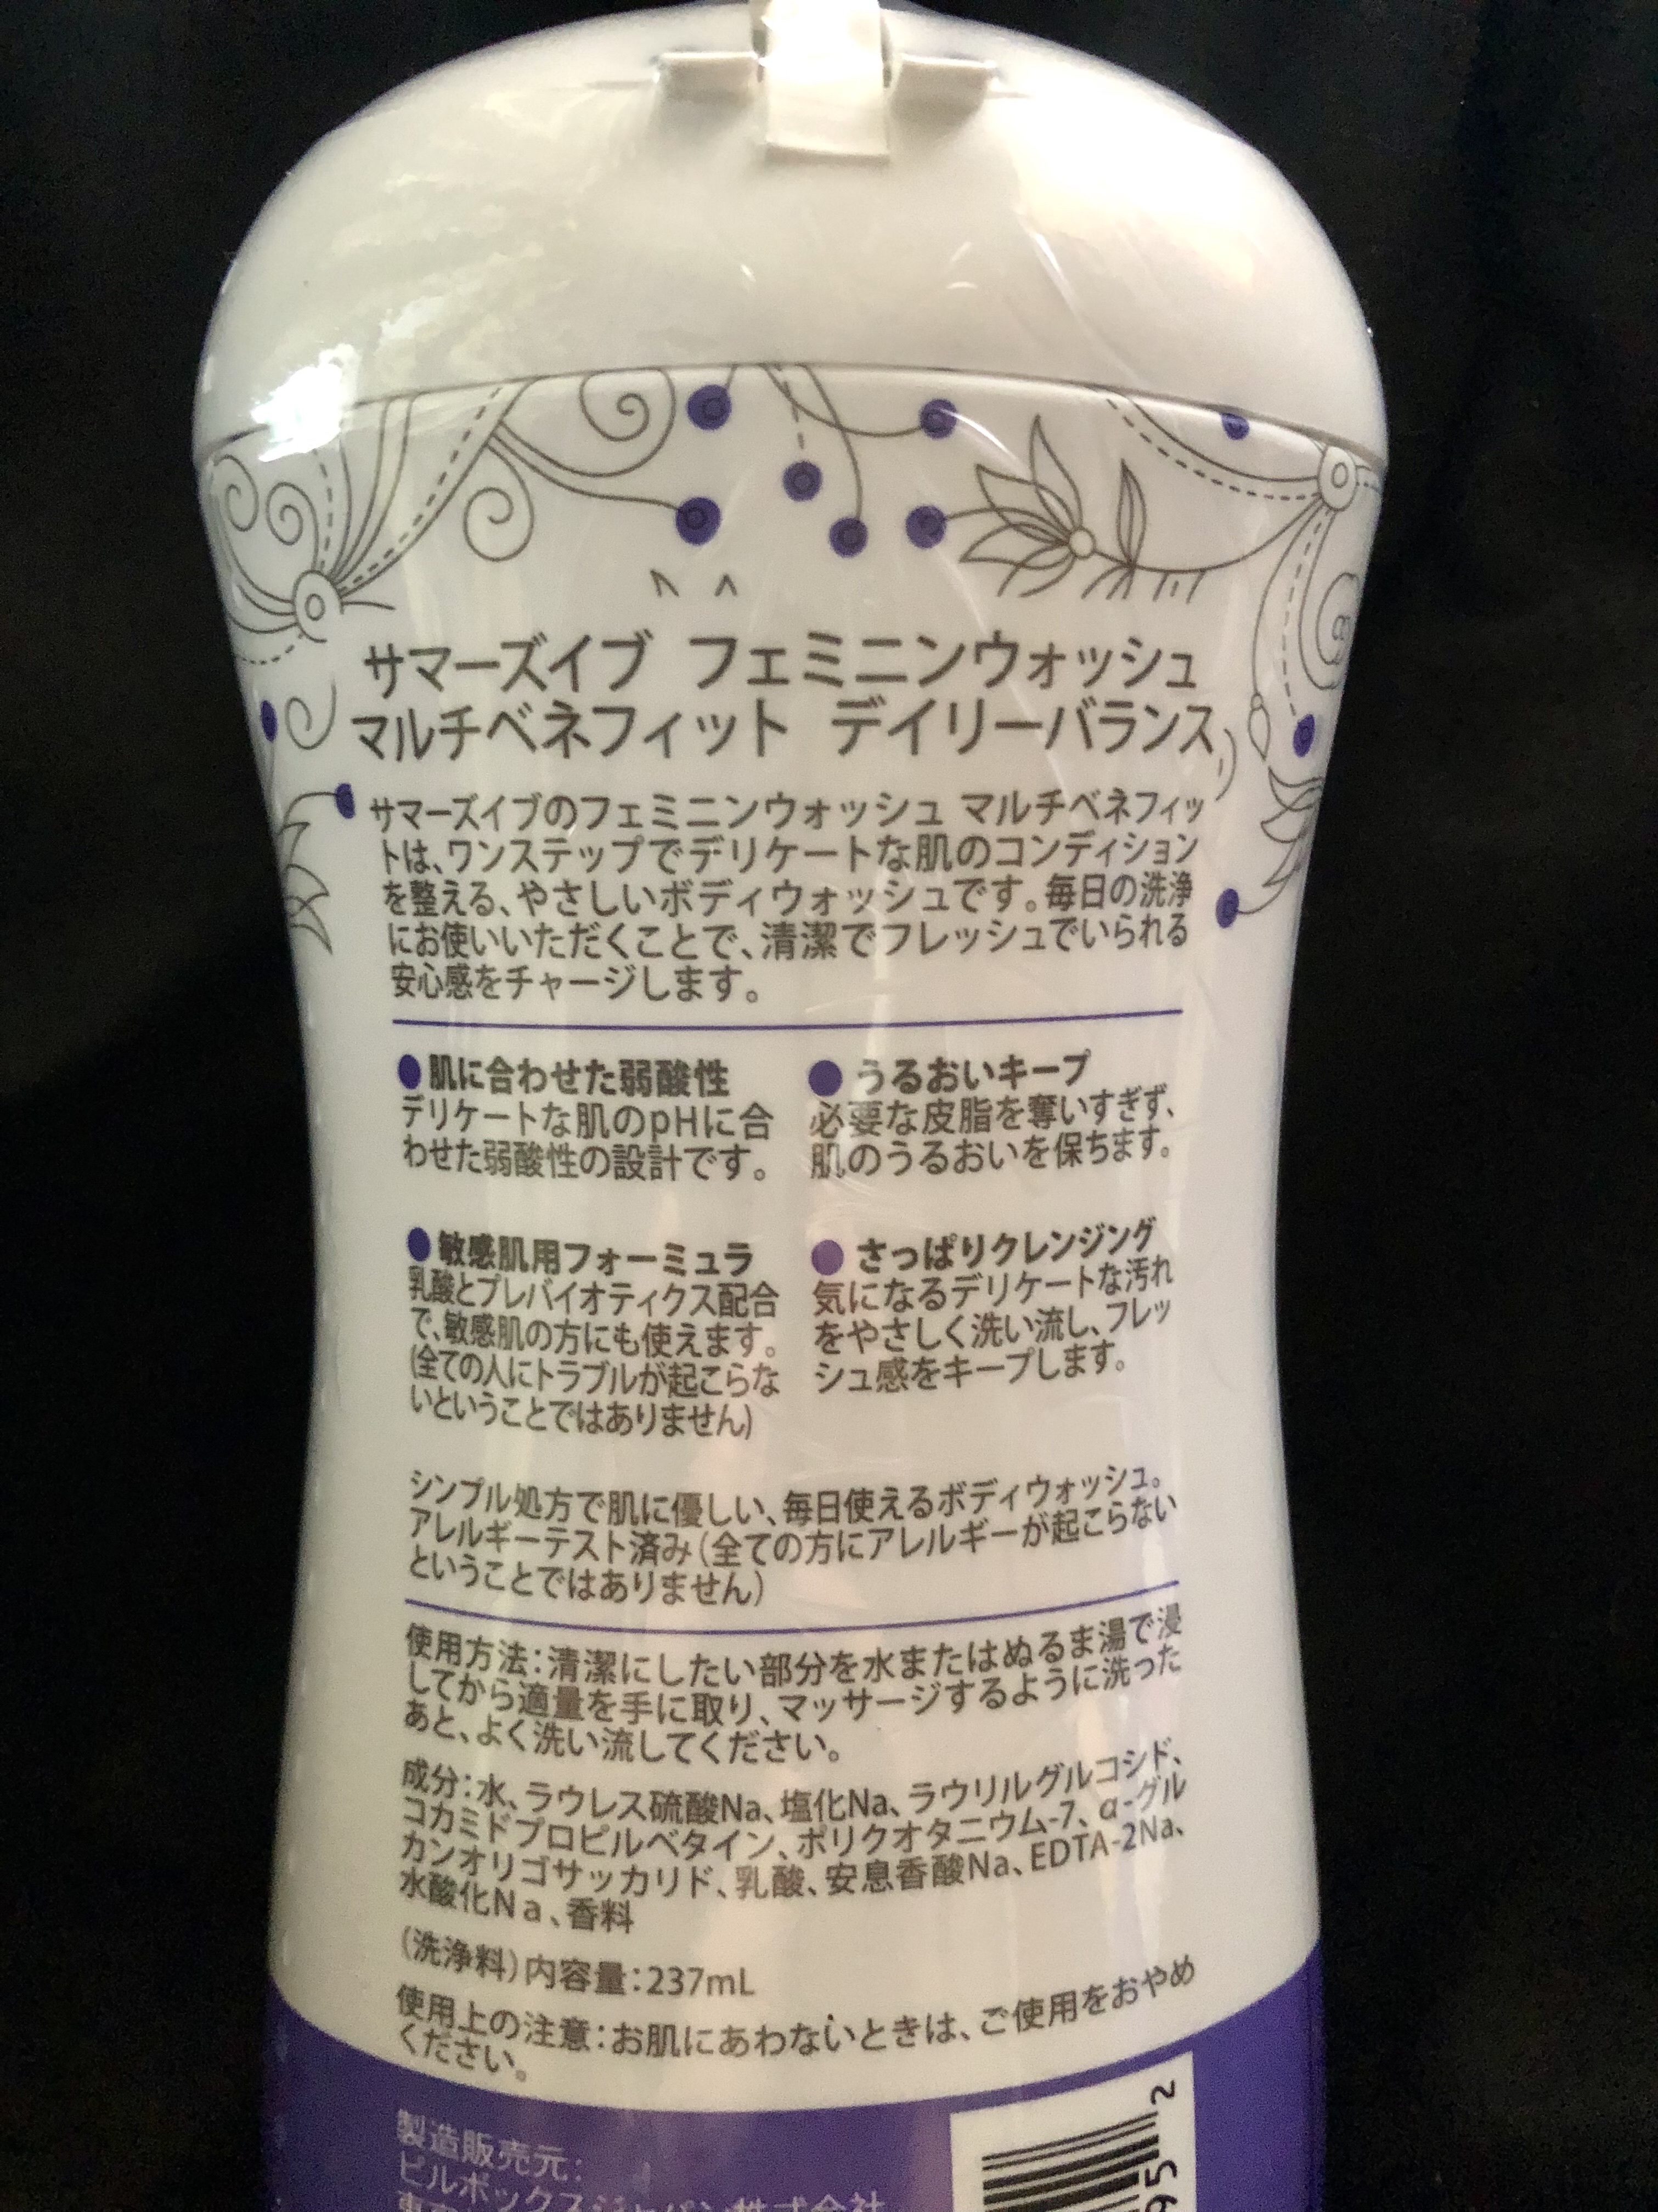 サマーズイブ フェミニンウォッシュ
マルチベネフィット デイリーバランス
サマーズイブのフェミニンウォッシュ マルチベネフィッ
トは、ワンステップでデリケートな肌のコンディション
を整える、やさしいボディウォッシュです。毎日の洗浄
にお使いいただくことで、清潔でフレッシュでいられる
安心感をチャージします。
●肌に合わせた弱酸性
デリケートな肌のpHに合
わせた弱酸性の設計です。
●うるおいキープ
必要な皮脂を奪いすぎず、
肌のうるおいを保ちます。
●敏感肌用フォーミュラ
乳酸とプレバイオティクス配合
で、敏感肌の方にも使えます。
(全ての人にトラブルが起こらな
いということではありません)
●さっぱりクレンジング
気になるデリケートな汚れ
をやさしく洗い流し、フレッ
シュ感をキープします。
シンプル処方で肌に優しい、毎日使えるボディウォッシュ。
アレルギーテスト済み(全ての方にアレルギーが起こらない
ということではありません)
使用方法:清潔にしたい部分を水またはぬるま湯で浸
してから適量を手に取り、マッサージするように洗った
あと、よく洗い流してください。
成分:水、ラウレス硫酸Na、塩化Na、ラウリルグルコシド、
コカミドプロピルベタイン、ポリクオタニウム-7、α-グル
カンオリゴサッカリド、乳酸、安息香酸Na、EDTA-2Na、
水酸化Na、香料
(洗浄料)内容量:237mL
使用上の注意:お肌にあわないときは、ご使用をおやめ
ください。
製造販売元:
ピルボックスジャパン株式会社
95 2